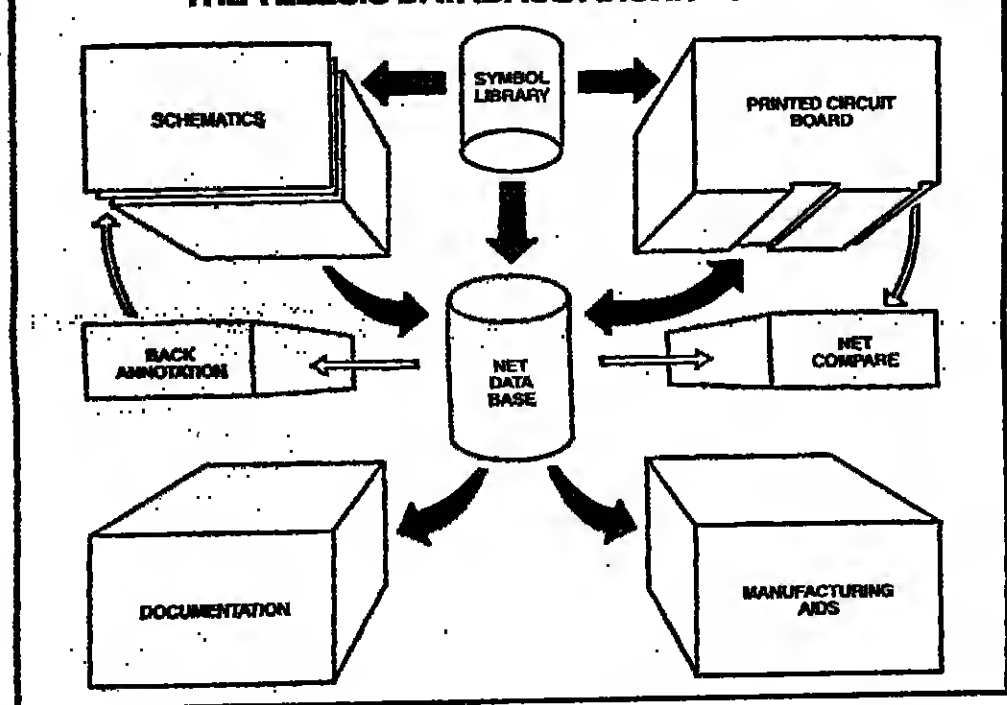 SYMBOL
LIBRARY
SCHEMATICS
PRINTED CIRCUIT
BOARD
BACK
ANNOTATION
NET
DATA
BASE
NET
COMPARE
DOCUMENTATION
MANUFACTURING
AIDS